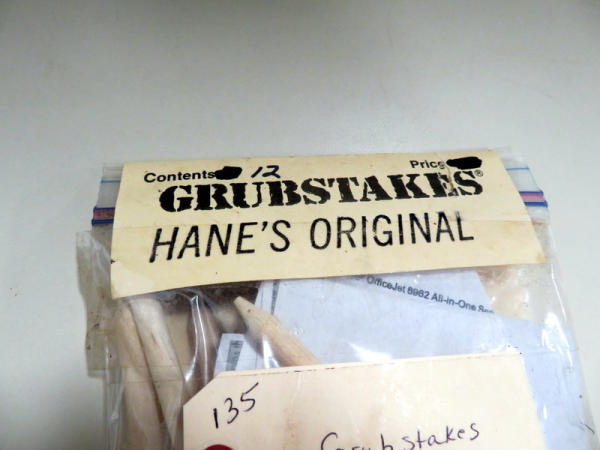 Contents 12 Price
GRUBSTAKES®
HANE'S ORIGINAL
OfficeJet 6962 All-in-One
135
Grubstakes